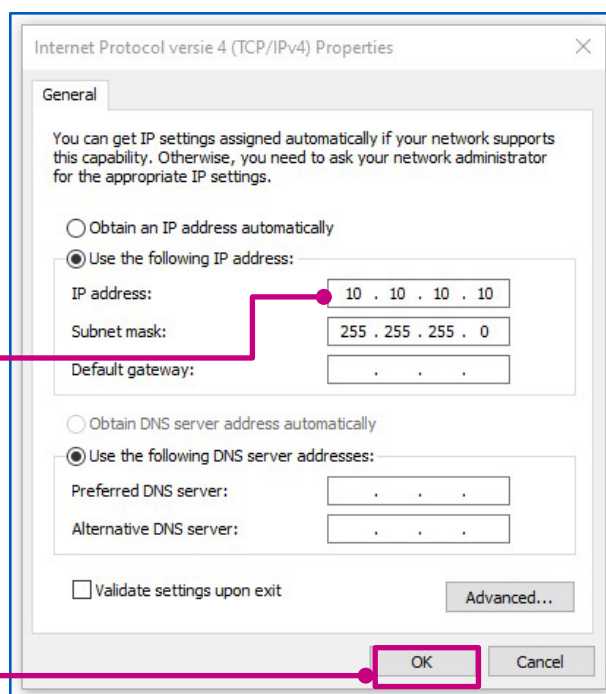 Internet Protocol versie 4 (TCP/IPv4) Properties
General
You can get IP settings assigned automatically if your network supports
this capability. Otherwise, you need to ask your network administrator
for the appropriate IP settings.
Obtain an IP address automatically
Use the following IP address:
IP address: 10 . 10 . 10 . 10
Subnet mask: 255 . 255 . 255 . 0
Default gateway: . . .
Obtain DNS server address automatically
Use the following DNS server addresses:
Preferred DNS server: . . .
Alternative DNS server: . . .
Validate settings upon exit
Advanced...
OK Cancel